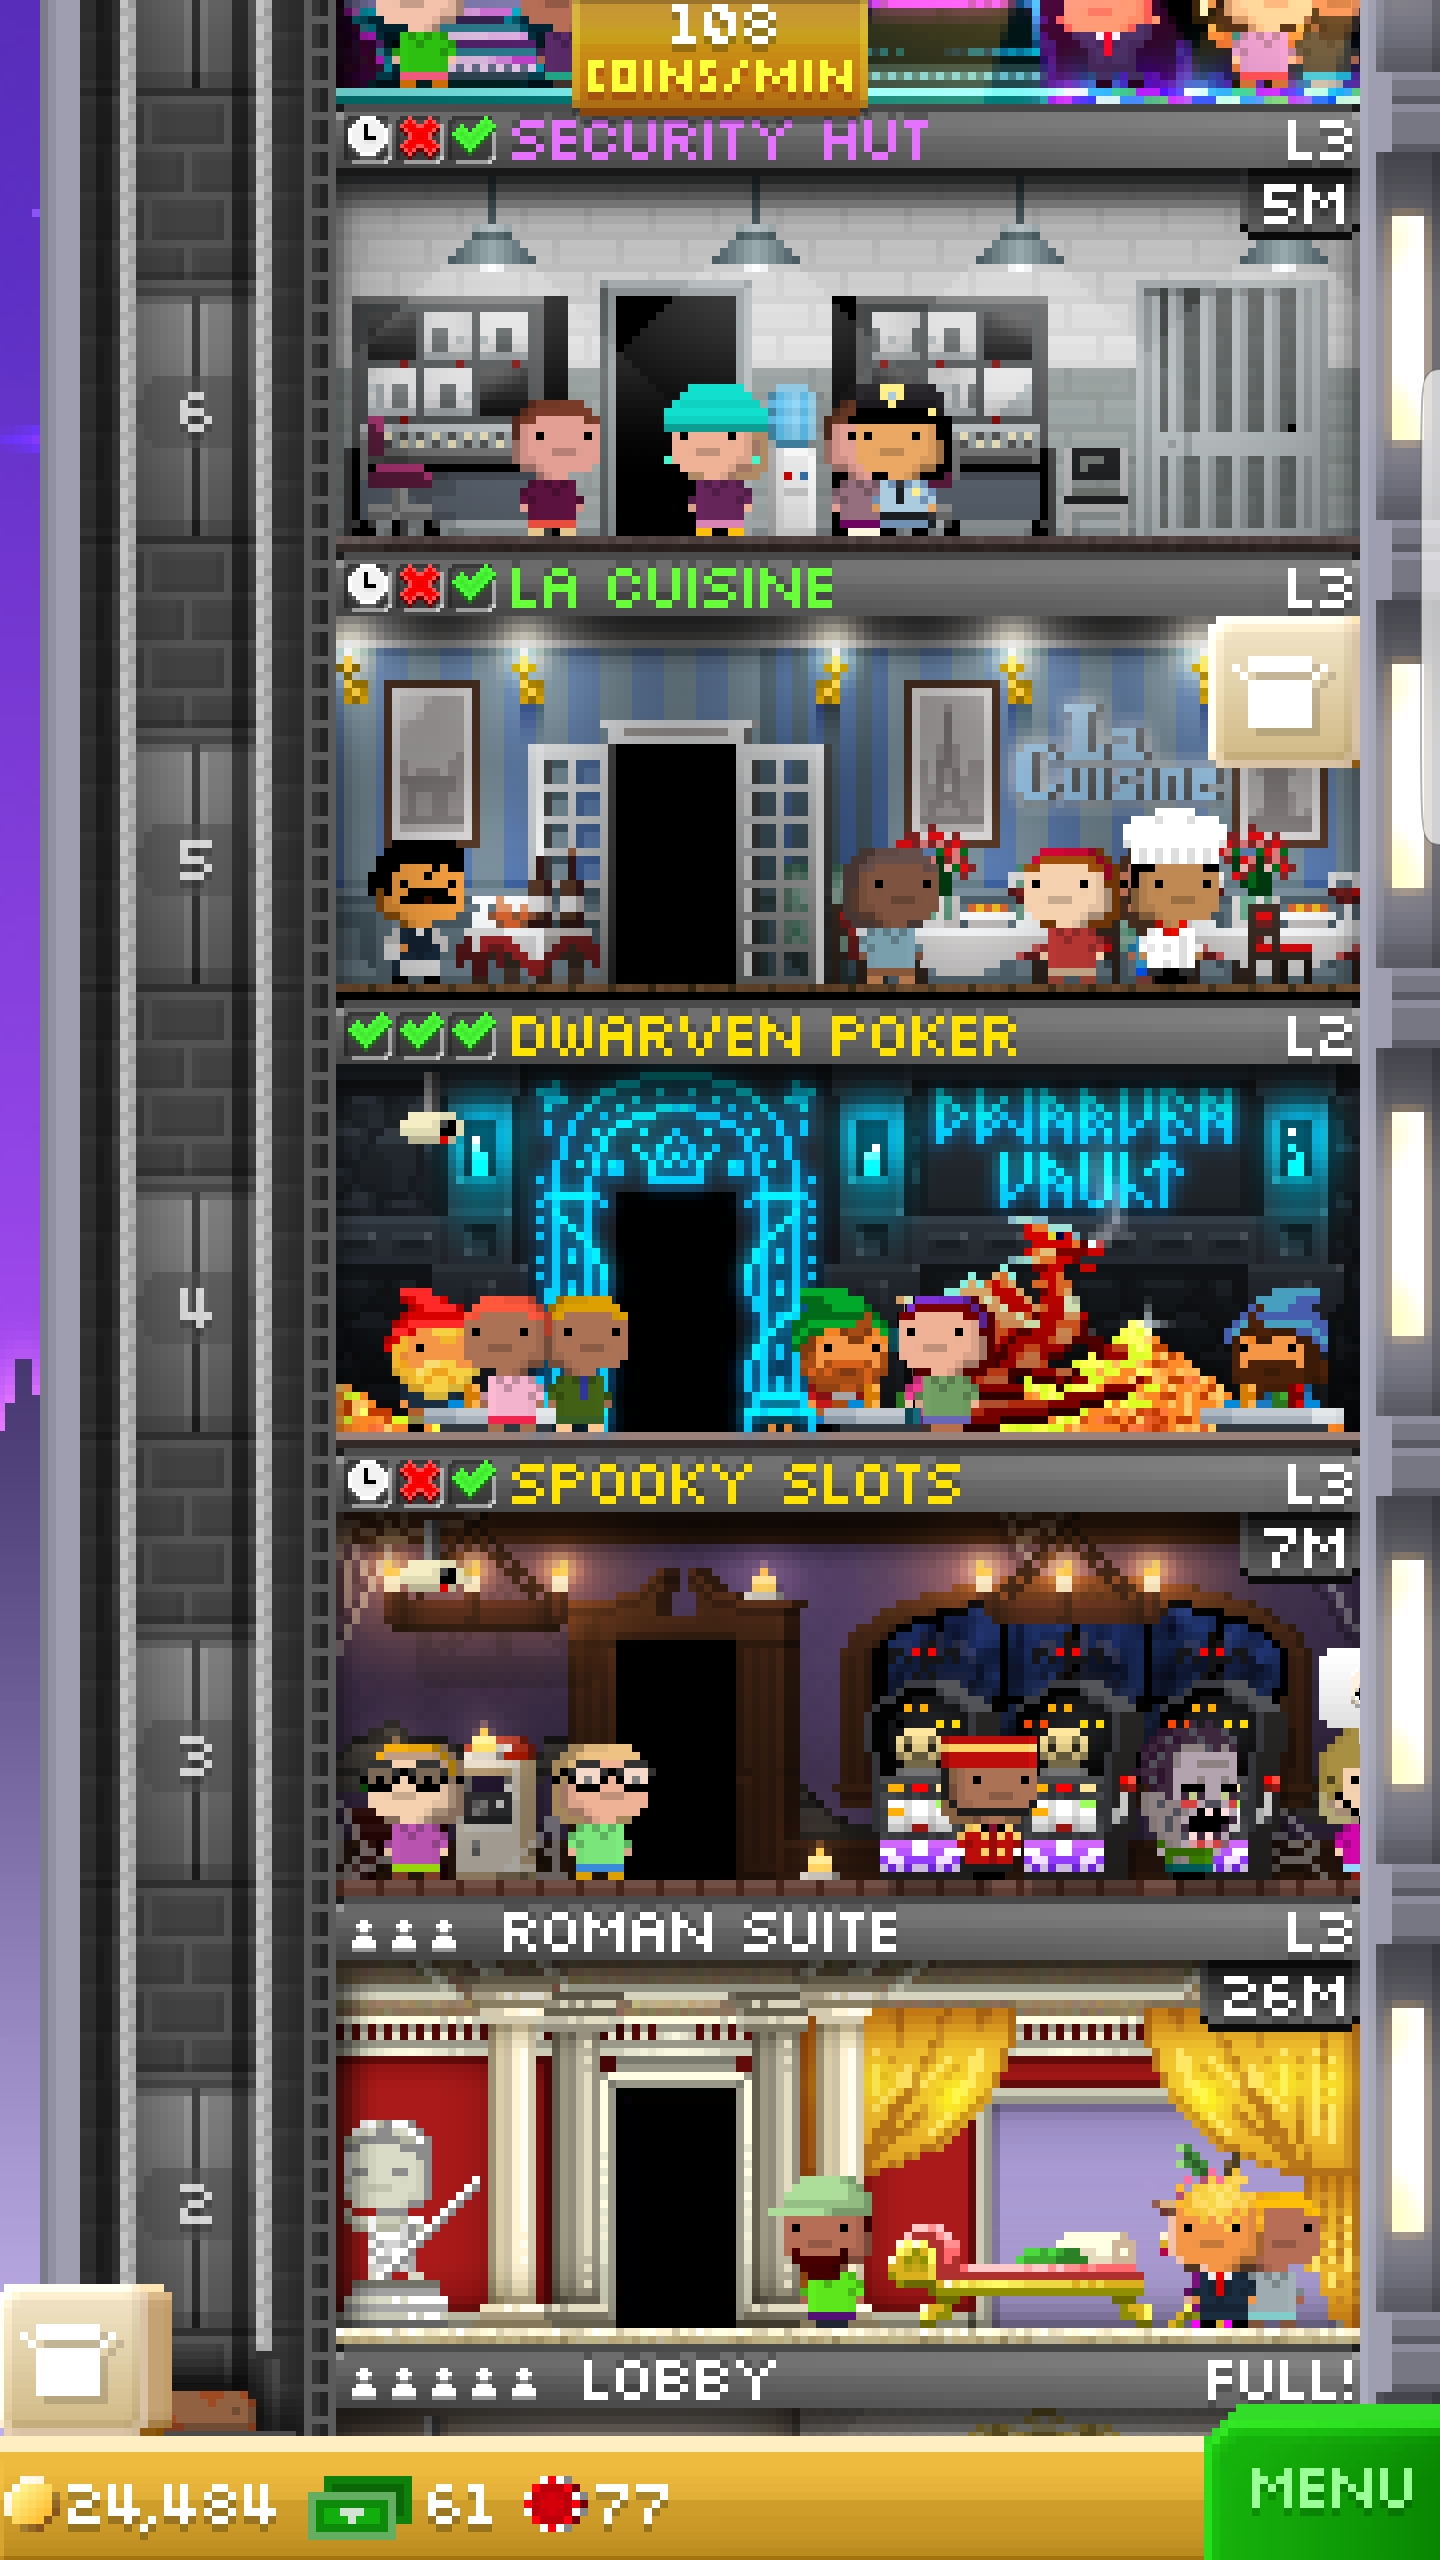 108
COINS/MIN
SECURITY HUT L3
5M
6
LA CUISINE L3
La
Cuisine
5
DWARVEN POKER L2
DWARVEN
VAULT
4
SPOOKY SLOTS L3
7M
3
ROMAN SUITE L3
26M
2
LOBBY FULL!
24,484 61 77 MENU